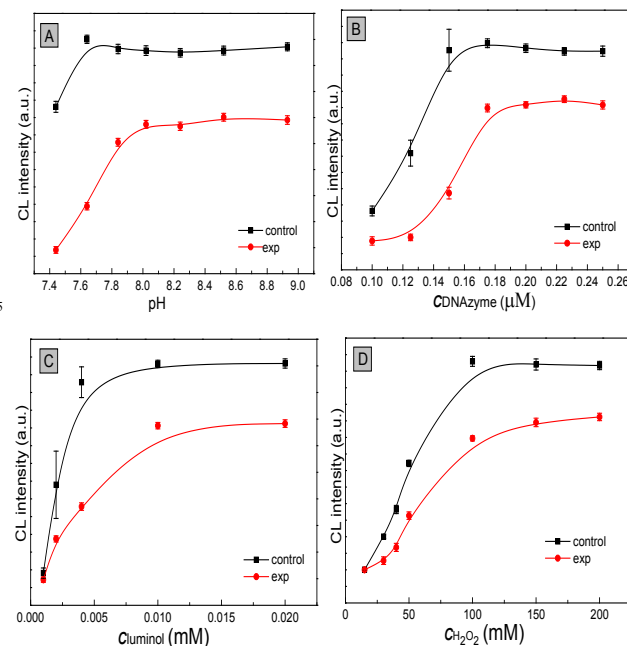 A
CL intensity (a.u.)
control
exp
7.4 7.6 7.8 8.0 8.2 8.4 8.6 8.8 9.0
pH
B
CL intensity (a.u.)
control
exp
0.08 0.10 0.12 0.14 0.16 0.18 0.20 0.22 0.24 0.26
CDNAzyme (μM)
5
C
CL intensity (a.u.)
control
exp
0.000 0.005 0.010 0.015 0.020
Cluminol (mM)
D
CL intensity (a.u.)
control
exp
0 50 100 150 200
CH₂O₂ (mM)